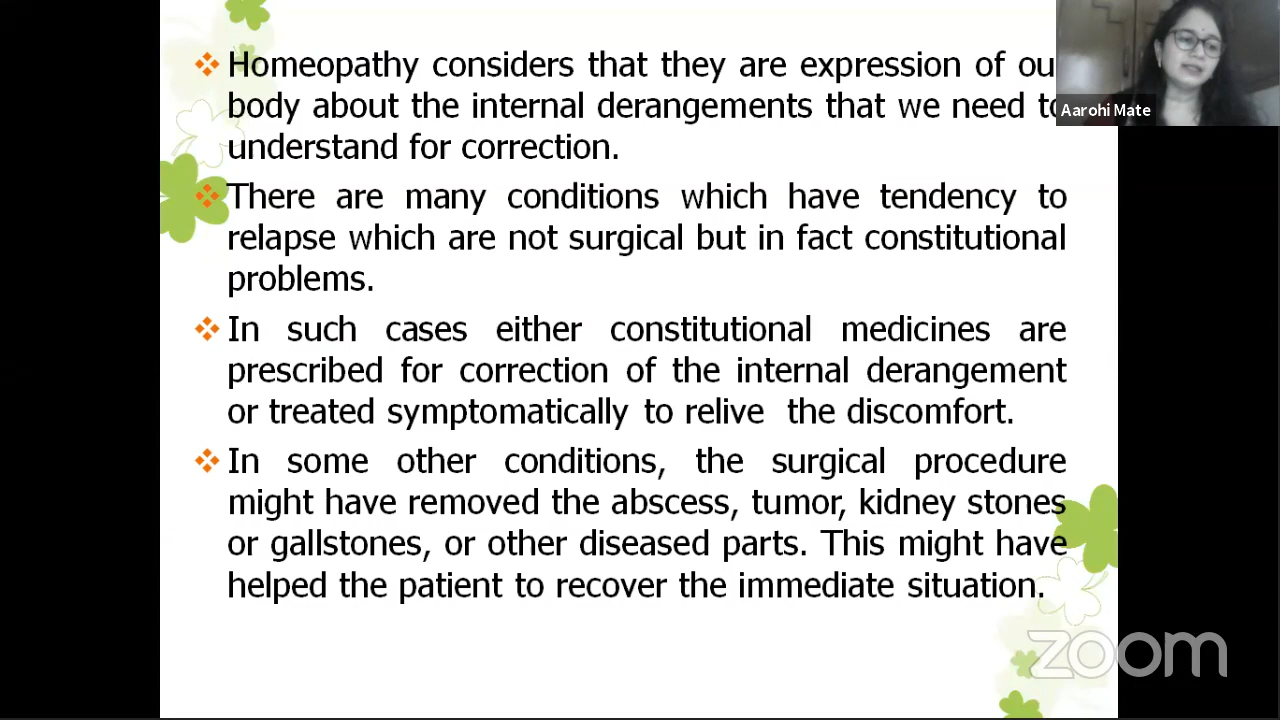 Homeopathy considers that they are expression of ou
body about the internal derangements that we need to
understand for correction.
There are many conditions which have tendency to
relapse which are not surgical but in fact constitutional
problems.
In such cases either constitutional medicines are
prescribed for correction of the internal derangement
or treated symptomatically to relive the discomfort.
In some other conditions, the surgical procedure
might have removed the abscess, tumor, kidney stones
or gallstones, or other diseased parts. This might have
helped the patient to recover the immediate situation.
Aarohi Mate
zoom